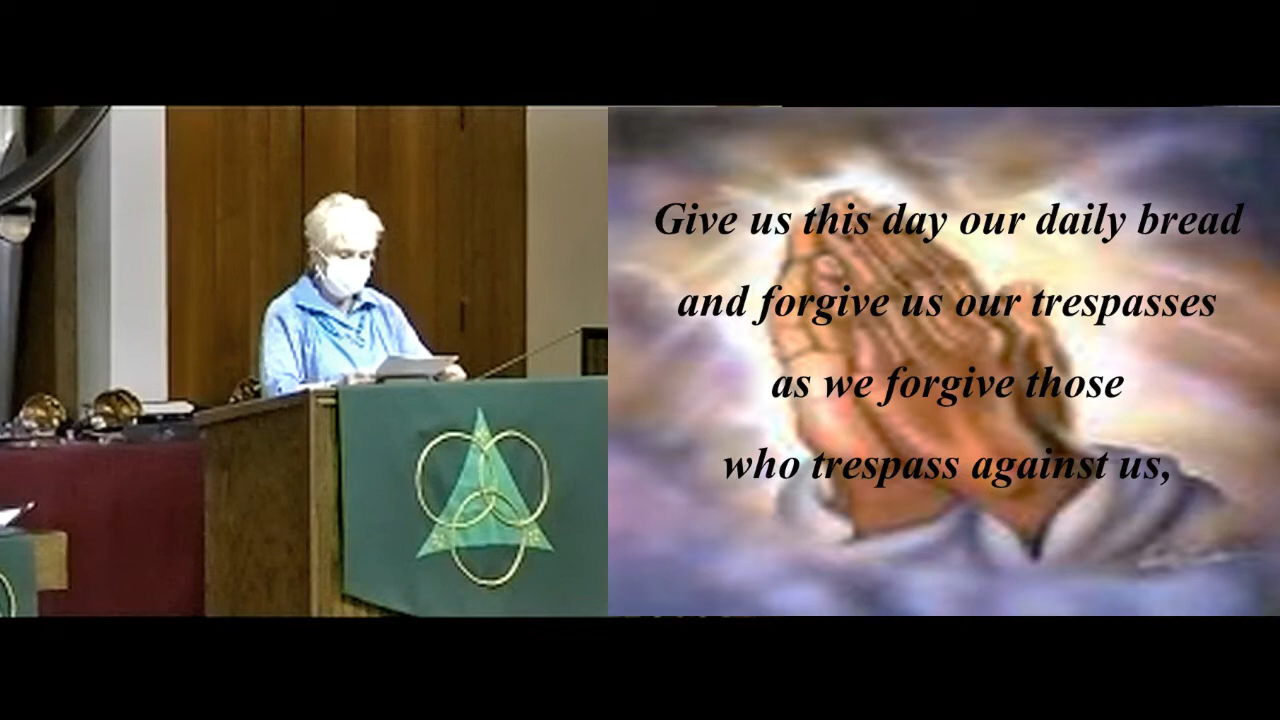 Give us this day our daily bread
and forgive us our trespasses
as we forgive those
who trespass against us,